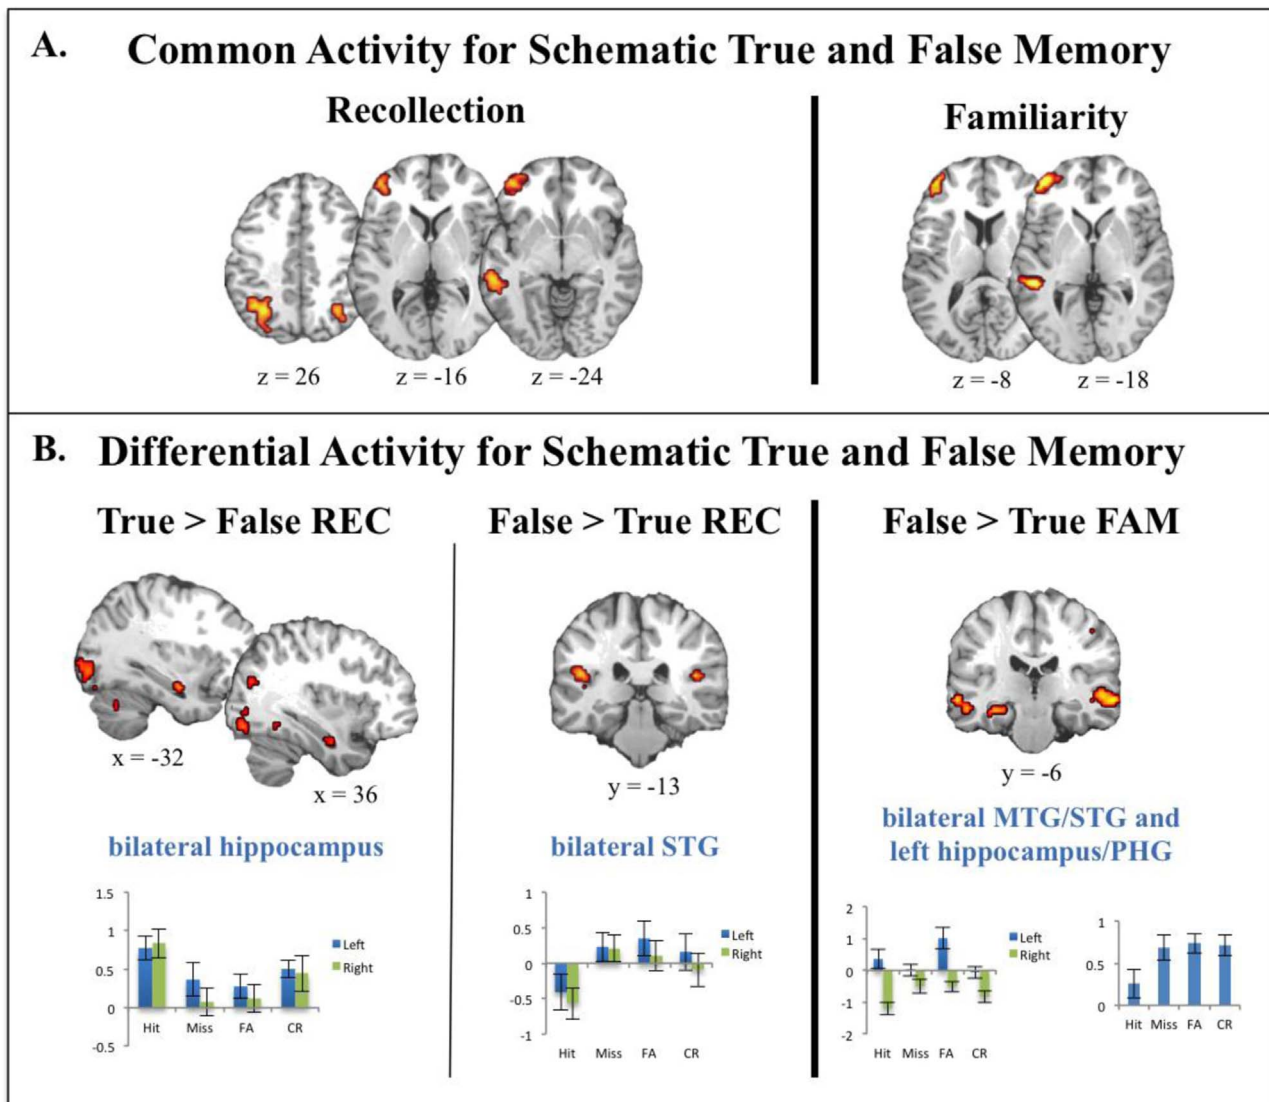 A. Common Activity for Schematic True and False Memory
Recollection
Familiarity
z = 26
z = -16
z = -24
z = -8
z = -18
B. Differential Activity for Schematic True and False Memory
True > False REC
False > True REC
False > True FAM
x = -32
x = 36
y = -13
y = -6
bilateral hippocampus
bilateral STG
bilateral MTG/STG and
left hippocampus/PHG
1.5
1
0.5
0
-0.5
Hit Miss FA CR
Left
Right
1
0.5
0
-0.5
-1
Hit Miss FA CR
Left
Right
2
1
0
-1
-2
Hit Miss FA CR
Left
Right
1
0.5
0
Hit Miss FA CR